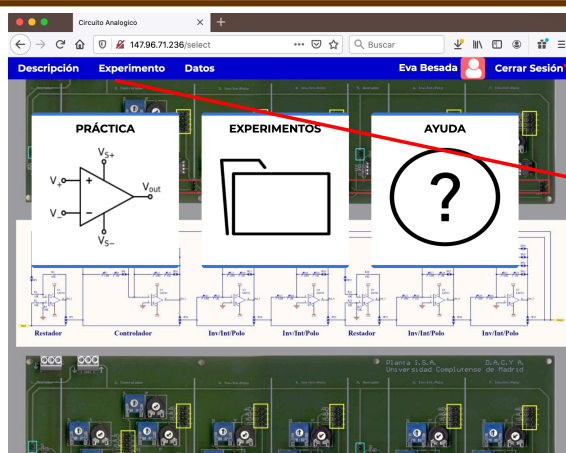 Circuito Analogico
147.96.71.236/select
Buscar
Descripción Experimento Datos Eva Besada Cerrar Sesión
PRÁCTICA EXPERIMENTOS AYUDA
VS+
V+ + Vout
V- −
VS−
?
Restador Controlador Inv/Int/Polo Inv/Int/Polo Restador Inv/Int/Polo Inv/Int/Polo
Planta I.S.A. D.A.C.Y A.
Universidad Complutense de Madrid